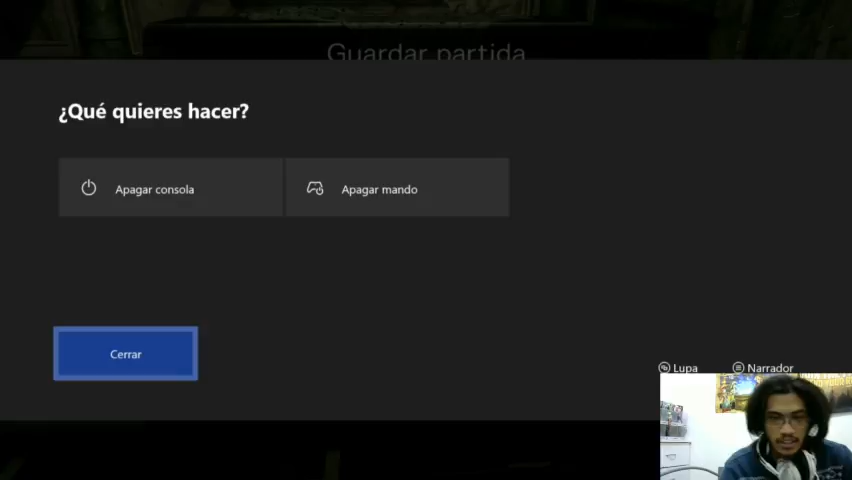 Guardar partida
¿Qué quieres hacer?
Apagar consola
Apagar mando
Cerrar
Lupa
Narrador